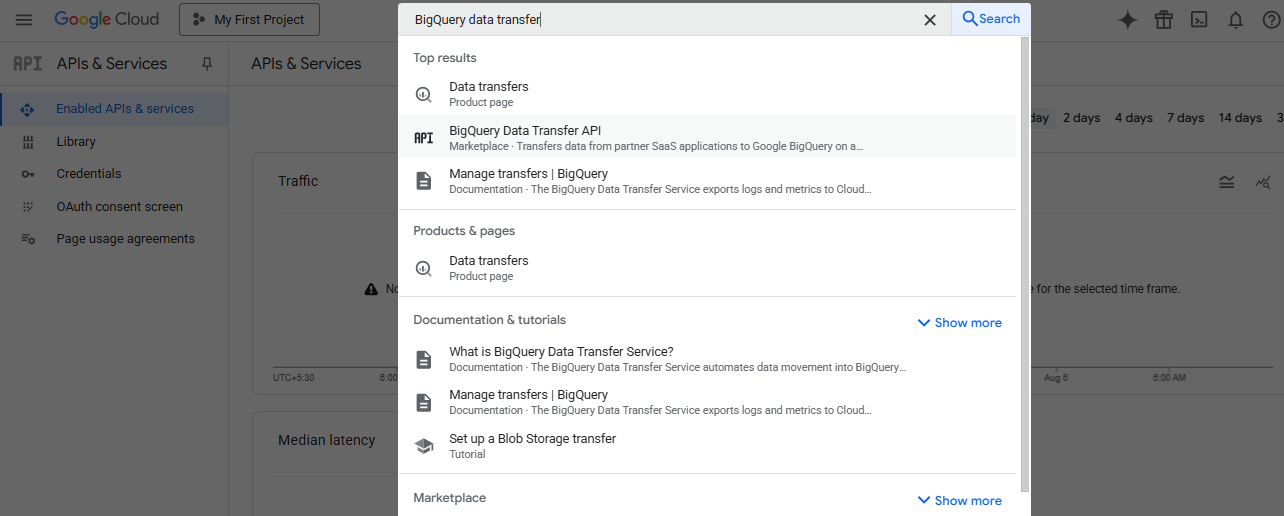 Google Cloud
My First Project
BigQuery data transfer
Search
API APIs & Services
APIs & Services
Enabled APIs & services
Library
Credentials
OAuth consent screen
Page usage agreements
day 2 days 4 days 7 days 14 days 3
Traffic
No
e for the selected time frame.
UTC+5:30 6:00
Aug 6 6:00 AM
Median latency
Top results
Data transfers
Product page
API BigQuery Data Transfer API
Marketplace · Transfers data from partner SaaS applications to Google BigQuery on a...
Manage transfers | BigQuery
Documentation · The BigQuery Data Transfer Service exports logs and metrics to Cloud...
Products & pages
Data transfers
Product page
Documentation & tutorials
Show more
What is BigQuery Data Transfer Service?
Documentation · The BigQuery Data Transfer Service automates data movement into BigQuery...
Manage transfers | BigQuery
Documentation · The BigQuery Data Transfer Service exports logs and metrics to Cloud...
Set up a Blob Storage transfer
Tutorial
Marketplace
Show more